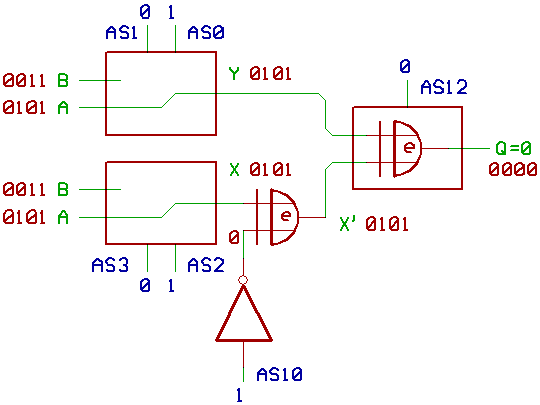 0 1
AS1 AS0
0
0011 B
Y 0101
AS12
0101 A
e
Q=0
0000
X 0101
0011 B
0101 A
e
0
X' 0101
AS3 AS2
0 1
AS10
1